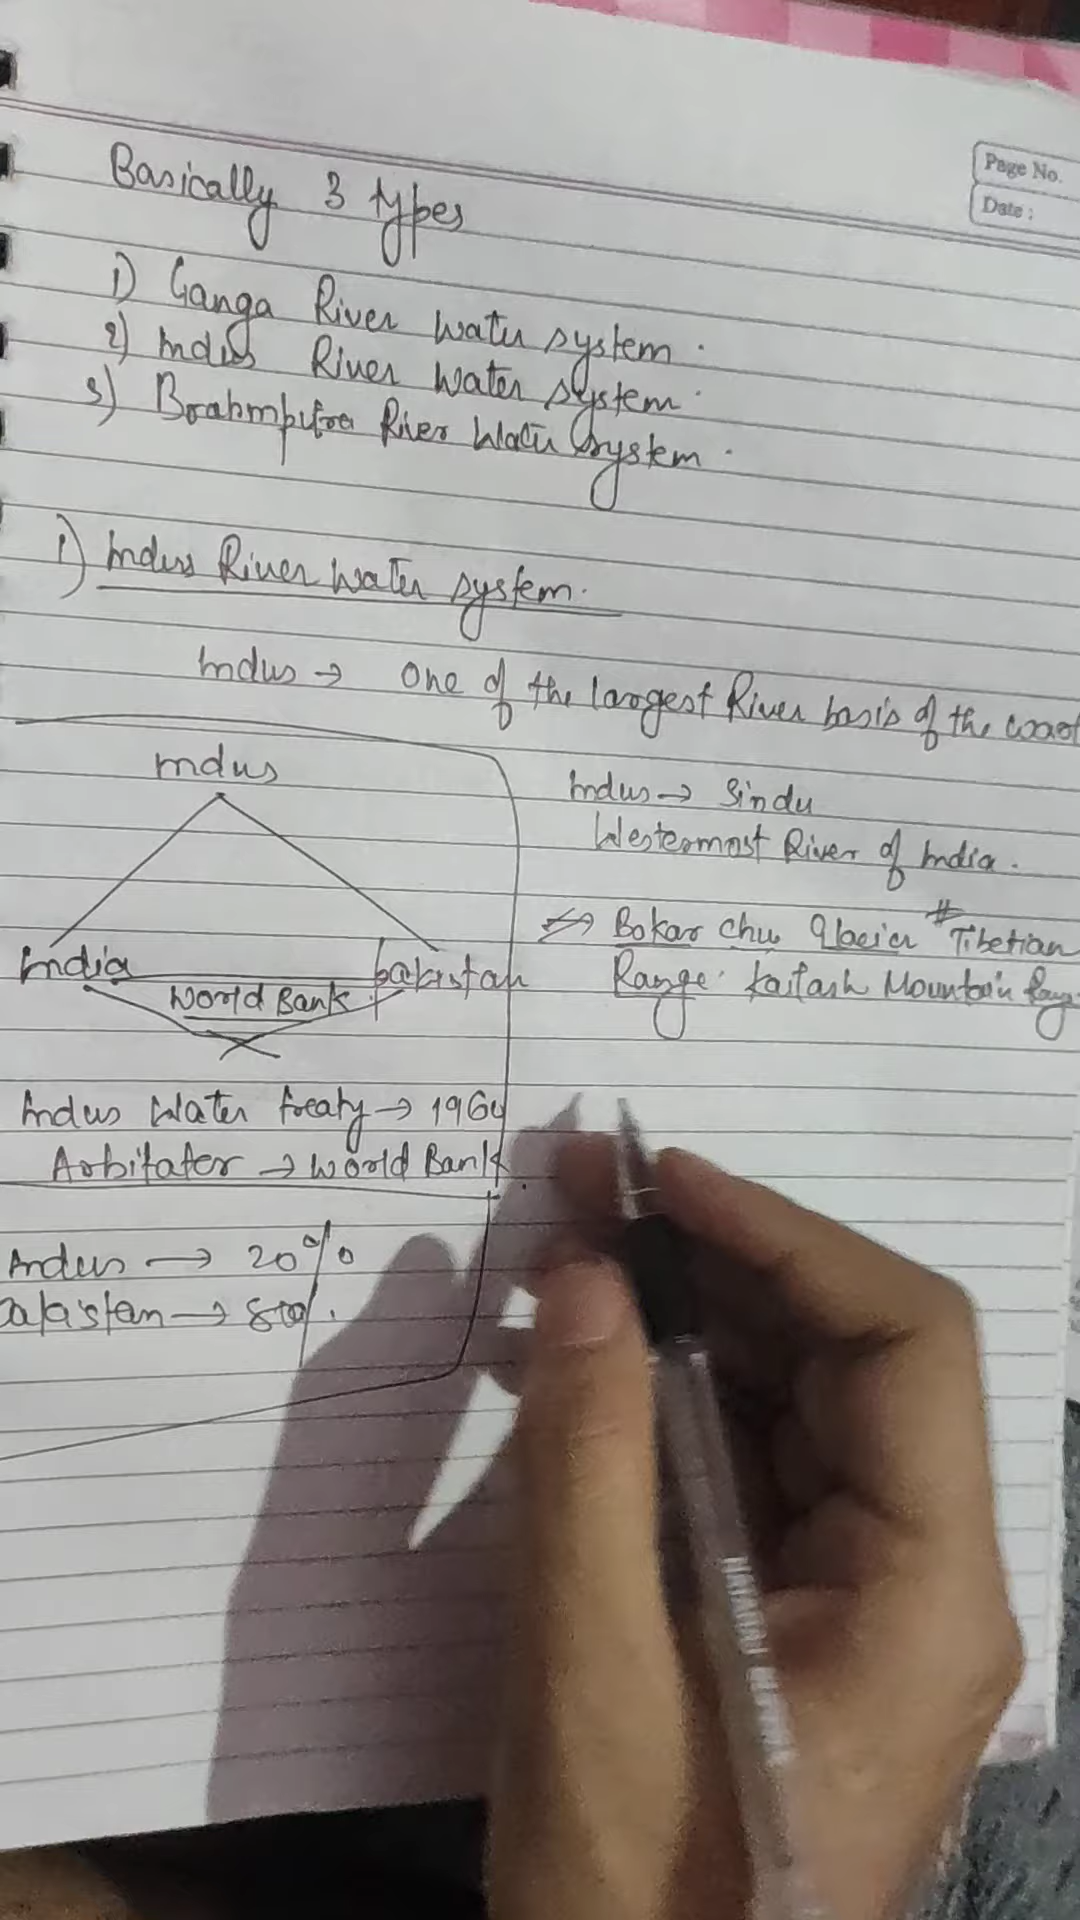 Page No.
Date :
Basically 3 types
1) Ganga River water system.
2) Indus River Water system.
3) Brahmputra River Water System.
1) Indus River Water system.
Indus → One of the largest River basis of the
Indus
Indus → Sindu
Westermost River of India.
India Pakistan
World Bank
⇒ Bokar Chu Glacier # Tibetian
Range. Kailash Mountain
Indus Water treaty → 1960
Arbitater → World Bank.
Indus → 20%
Pakistan → 80%.